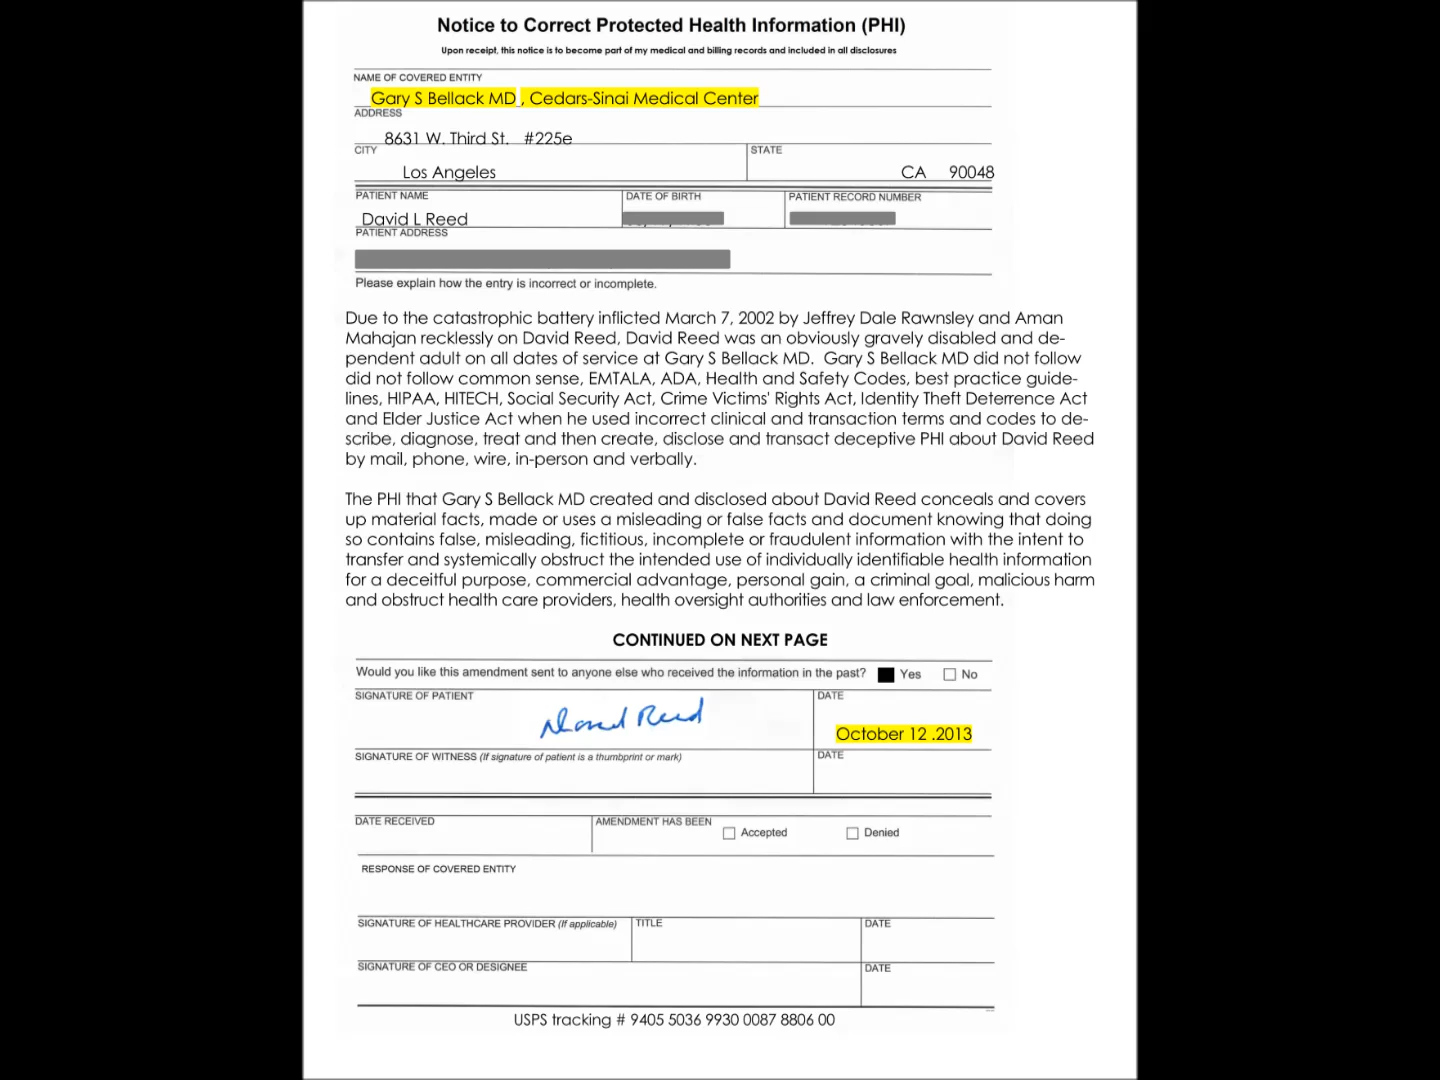 Notice to Correct Protected Health Information (PHI)
Upon receipt, this notice is to become part of my medical and billing records and included in all disclosures
NAME OF COVERED ENTITY
Gary S Bellack MD , Cedars-Sinai Medical Center
ADDRESS
8631 W. Third St. #225e
CITY STATE
Los Angeles CA 90048
PATIENT NAME DATE OF BIRTH PATIENT RECORD NUMBER
David L Reed
PATIENT ADDRESS
Please explain how the entry is incorrect or incomplete.
Due to the catastrophic battery inflicted March 7, 2002 by Jeffrey Dale Rawnsley and Aman
Mahajan recklessly on David Reed, David Reed was an obviously gravely disabled and de-
pendent adult on all dates of service at Gary S Bellack MD. Gary S Bellack MD did not follow
did not follow common sense, EMTALA, ADA, Health and Safety Codes, best practice guide-
lines, HIPAA, HITECH, Social Security Act, Crime Victims' Rights Act, Identity Theft Deterrence Act
and Elder Justice Act when he used incorrect clinical and transaction terms and codes to de-
scribe, diagnose, treat and then create, disclose and transact deceptive PHI about David Reed
by mail, phone, wire, in-person and verbally.
The PHI that Gary S Bellack MD created and disclosed about David Reed conceals and covers
up material facts, made or uses a misleading or false facts and document knowing that doing
so contains false, misleading, fictitious, incomplete or fraudulent information with the intent to
transfer and systemically obstruct the intended use of individually identifiable health information
for a deceitful purpose, commercial advantage, personal gain, a criminal goal, malicious harm
and obstruct health care providers, health oversight authorities and law enforcement.
CONTINUED ON NEXT PAGE
Would you like this amendment sent to anyone else who received the information in the past? Yes No
SIGNATURE OF PATIENT DATE
David Reed
October 12 .2013
SIGNATURE OF WITNESS (If signature of patient is a thumbprint or mark) DATE
DATE RECEIVED AMENDMENT HAS BEEN
Accepted Denied
RESPONSE OF COVERED ENTITY
SIGNATURE OF HEALTHCARE PROVIDER (If applicable) TITLE DATE
SIGNATURE OF CEO OR DESIGNEE DATE
USPS tracking # 9405 5036 9930 0087 8806 00